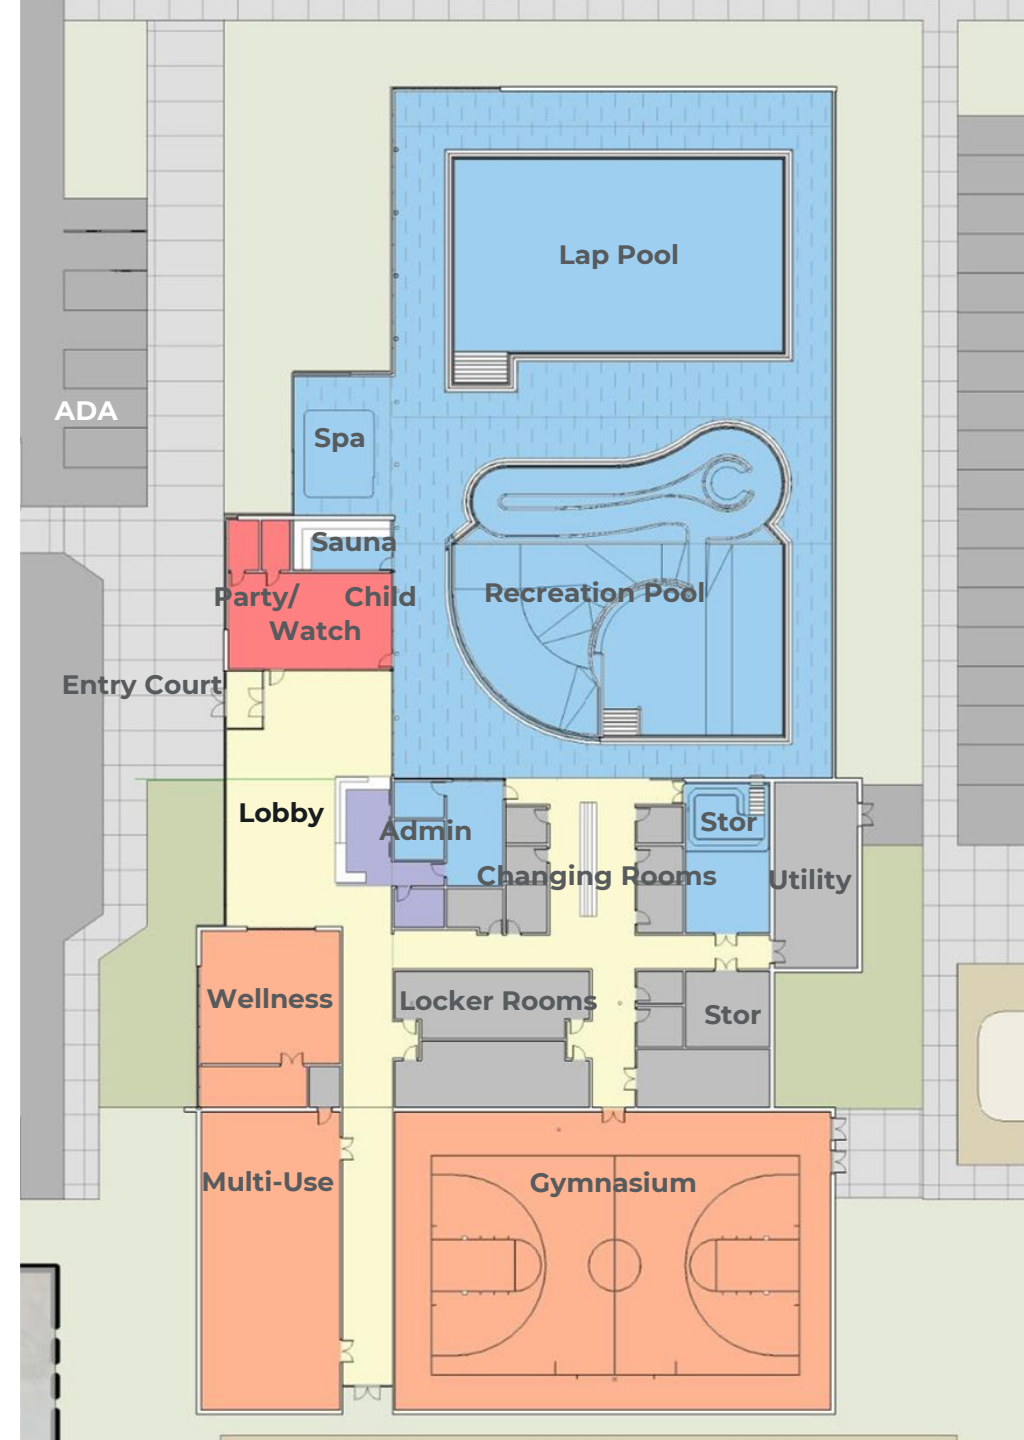 Lap Pool
ADA
Spa
Sauna
Party/ Child
Watch
Recreation Pool
Entry Court
Lobby
Admin
Stor
Changing Rooms
Utility
Wellness
Locker Rooms
Stor
Multi-Use
Gymnasium